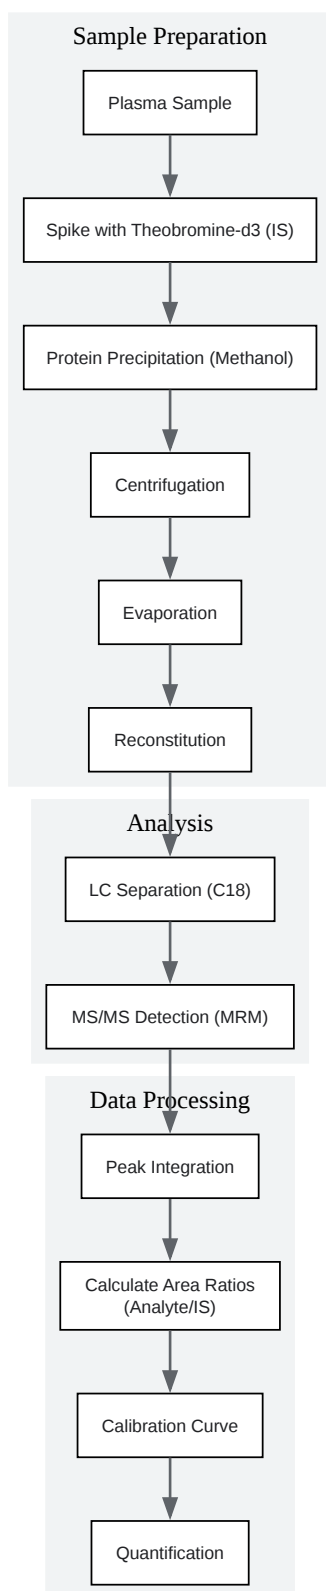 Sample Preparation
Plasma Sample
Spike with Theobromine-d3 (IS)
Protein Precipitation (Methanol)
Centrifugation
Evaporation
Reconstitution
Analysis
LC Separation (C18)
MS/MS Detection (MRM)
Data Processing
Peak Integration
Calculate Area Ratios
(Analyte/IS)
Calibration Curve
Quantification